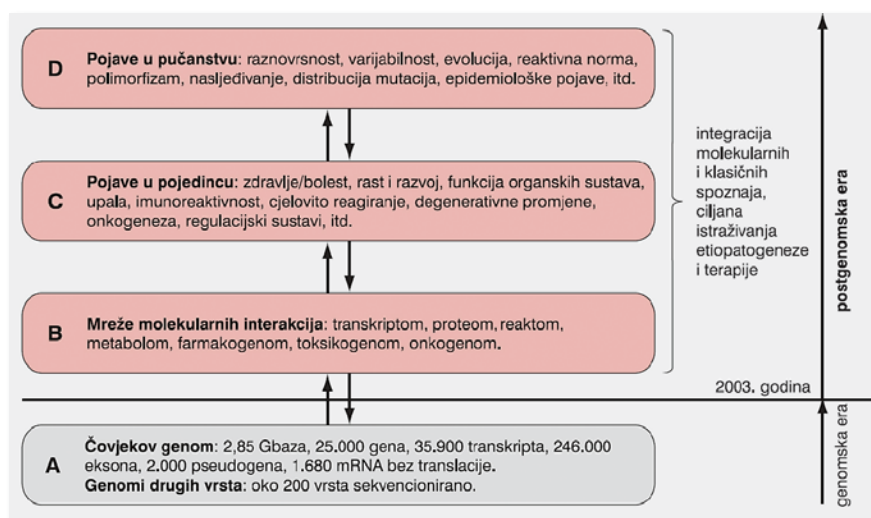 D
Pojave u pučanstvu: raznovrsnost, varijabilnost, evolucija, reaktivna norma,
polimorfizam, nasljeđivanje, distribucija mutacija, epidemiološke pojave, itd.
C
Pojave u pojedincu: zdravlje/bolest, rast i razvoj, funkcija organskih sustava,
upala, imunoreaktivnost, cjelovito reagiranje, degenerativne promjene,
onkogeneza, regulacijski sustavi, itd.
B
Mreže molekularnih interakcija: transkriptom, proteom, reaktom,
metabolom, farmakogenom, toksikogenom, onkogenom.
integracija
molekularnih
i klasičnih
spoznaja,
ciljana
istraživanja
etiopatogeneze
i terapije
postgenomska era
2003. godina
A
Čovjekov genom: 2,85 Gbaza, 25.000 gena, 35.900 transkripta, 246.000
eksona, 2.000 pseudogena, 1.680 mRNA bez translacije.
Genomi drugih vrsta: oko 200 vrsta sekvencionirano.
genomska era